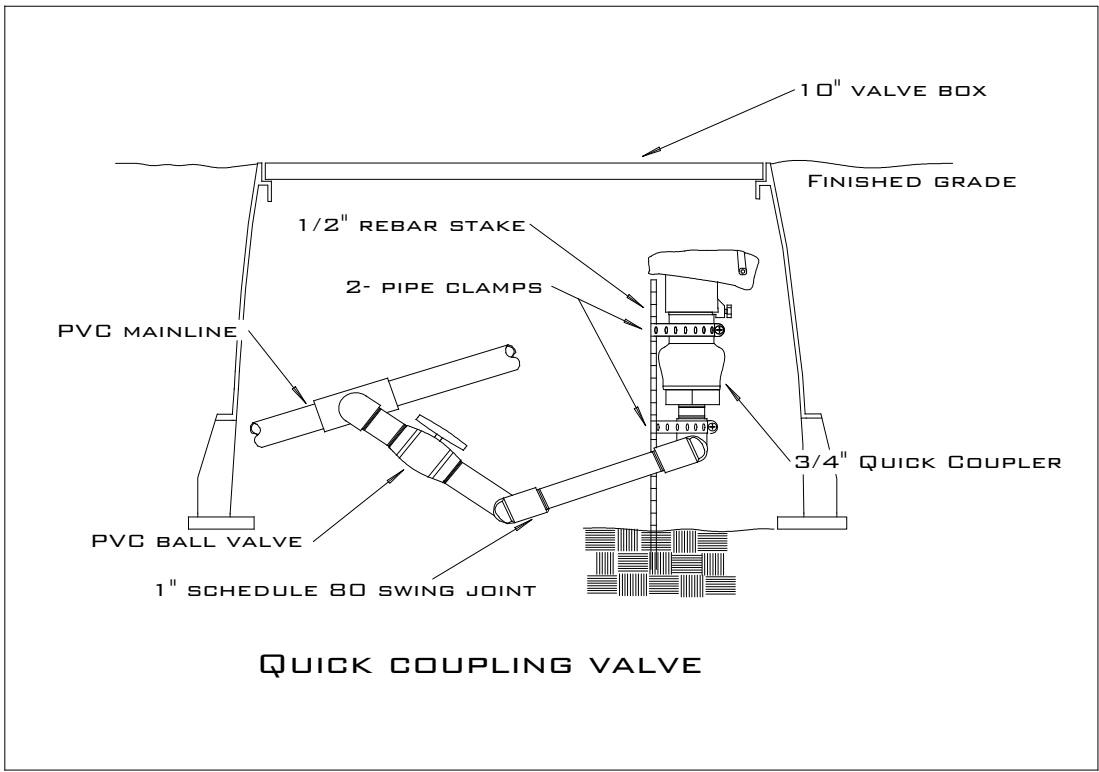 10" VALVE BOX
FINISHED GRADE
1/2" REBAR STAKE
2- PIPE CLAMPS
PVC MAINLINE
3/4" QUICK COUPLER
PVC BALL VALVE
1" SCHEDULE 80 SWING JOINT
QUICK COUPLING VALVE